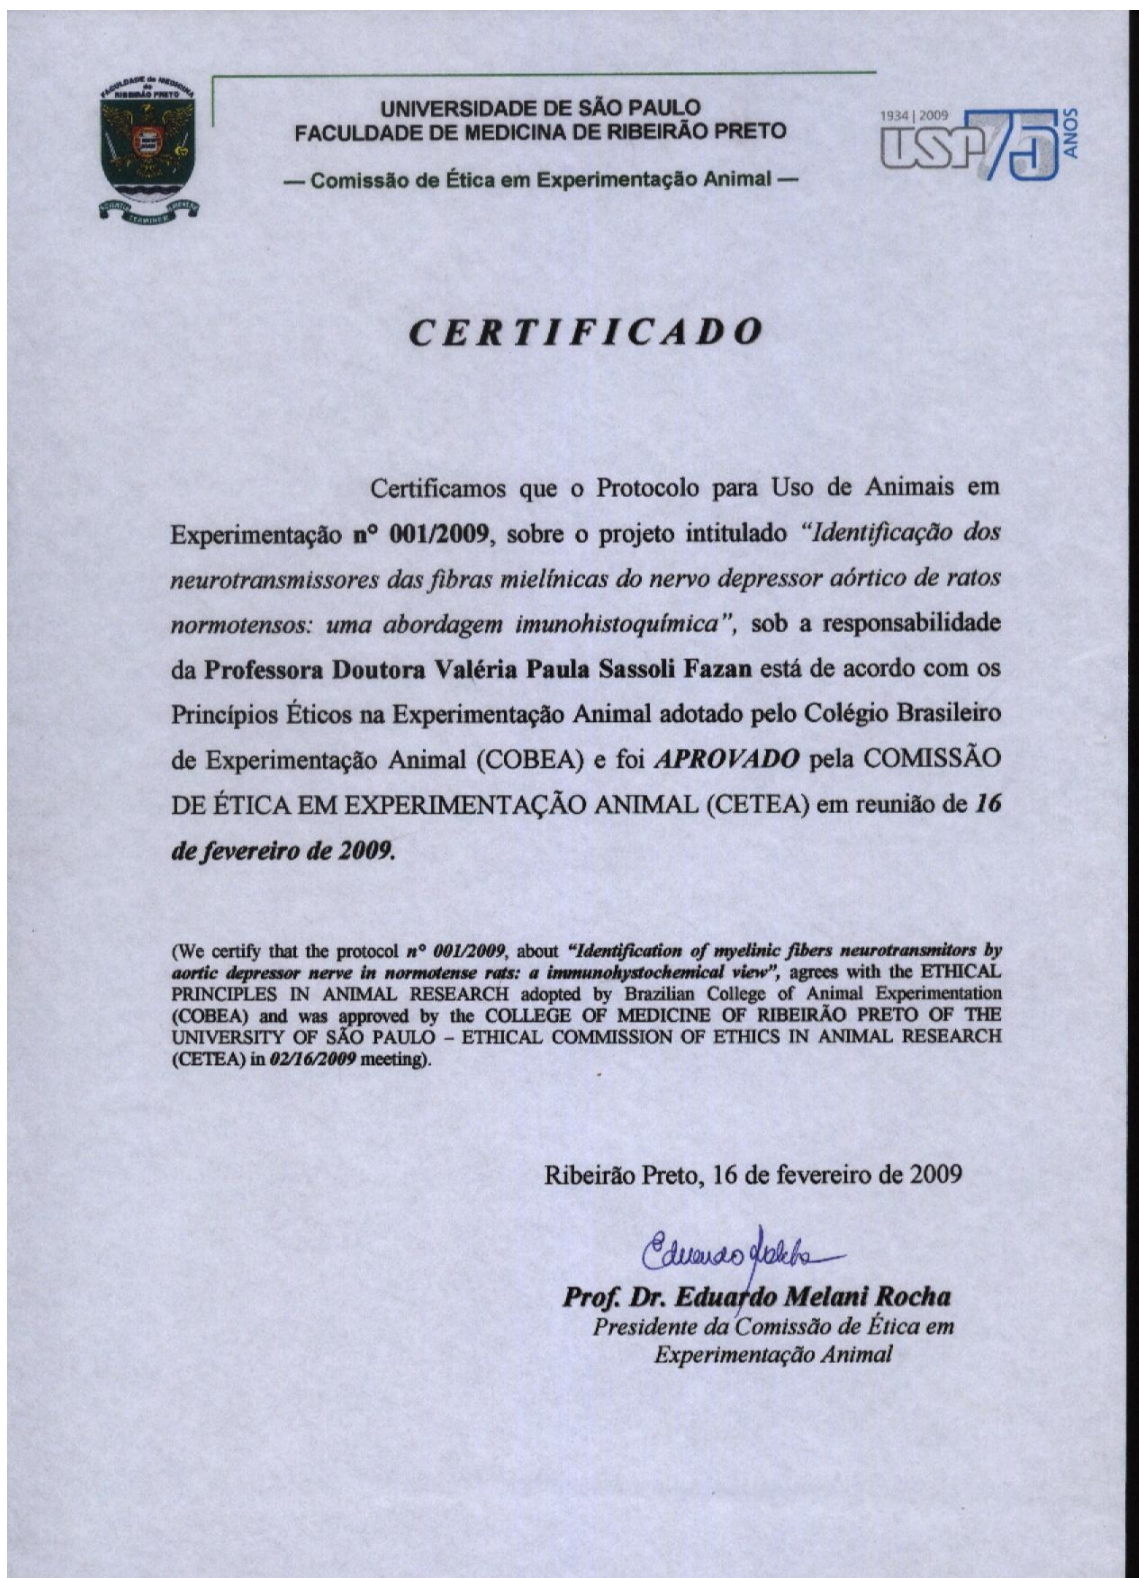 FACULDADE de MEDICINA
de
RIBEIRÃO PRETO
UNIVERSIDADE DE SÃO PAULO
FACULDADE DE MEDICINA DE RIBEIRÃO PRETO
— Comissão de Ética em Experimentação Animal —
1934 | 2009
USP 75 ANOS
CERTIFICADO
Certificamos que o Protocolo para Uso de Animais em
Experimentação nº 001/2009, sobre o projeto intitulado “Identificação dos
neurotransmissores das fibras mielínicas do nervo depressor aórtico de ratos
normotensos: uma abordagem imunohistoquímica”, sob a responsabilidade
da Professora Doutora Valéria Paula Sassoli Fazan está de acordo com os
Princípios Éticos na Experimentação Animal adotado pelo Colégio Brasileiro
de Experimentação Animal (COBEA) e foi APROVADO pela COMISSÃO
DE ÉTICA EM EXPERIMENTAÇÃO ANIMAL (CETEA) em reunião de 16
de fevereiro de 2009.
(We certify that the protocol nº 001/2009, about “Identification of myelinic fibers neurotransmitors by
aortic depressor nerve in normotense rats: a immunohystochemical view”, agrees with the ETHICAL
PRINCIPLES IN ANIMAL RESEARCH adopted by Brazilian College of Animal Experimentation
(COBEA) and was approved by the COLLEGE OF MEDICINE OF RIBEIRÃO PRETO OF THE
UNIVERSITY OF SÃO PAULO – ETHICAL COMMISSION OF ETHICS IN ANIMAL RESEARCH
(CETEA) in 02/16/2009 meeting).
Ribeirão Preto, 16 de fevereiro de 2009
Prof. Dr. Eduardo Melani Rocha
Presidente da Comissão de Ética em
Experimentação Animal